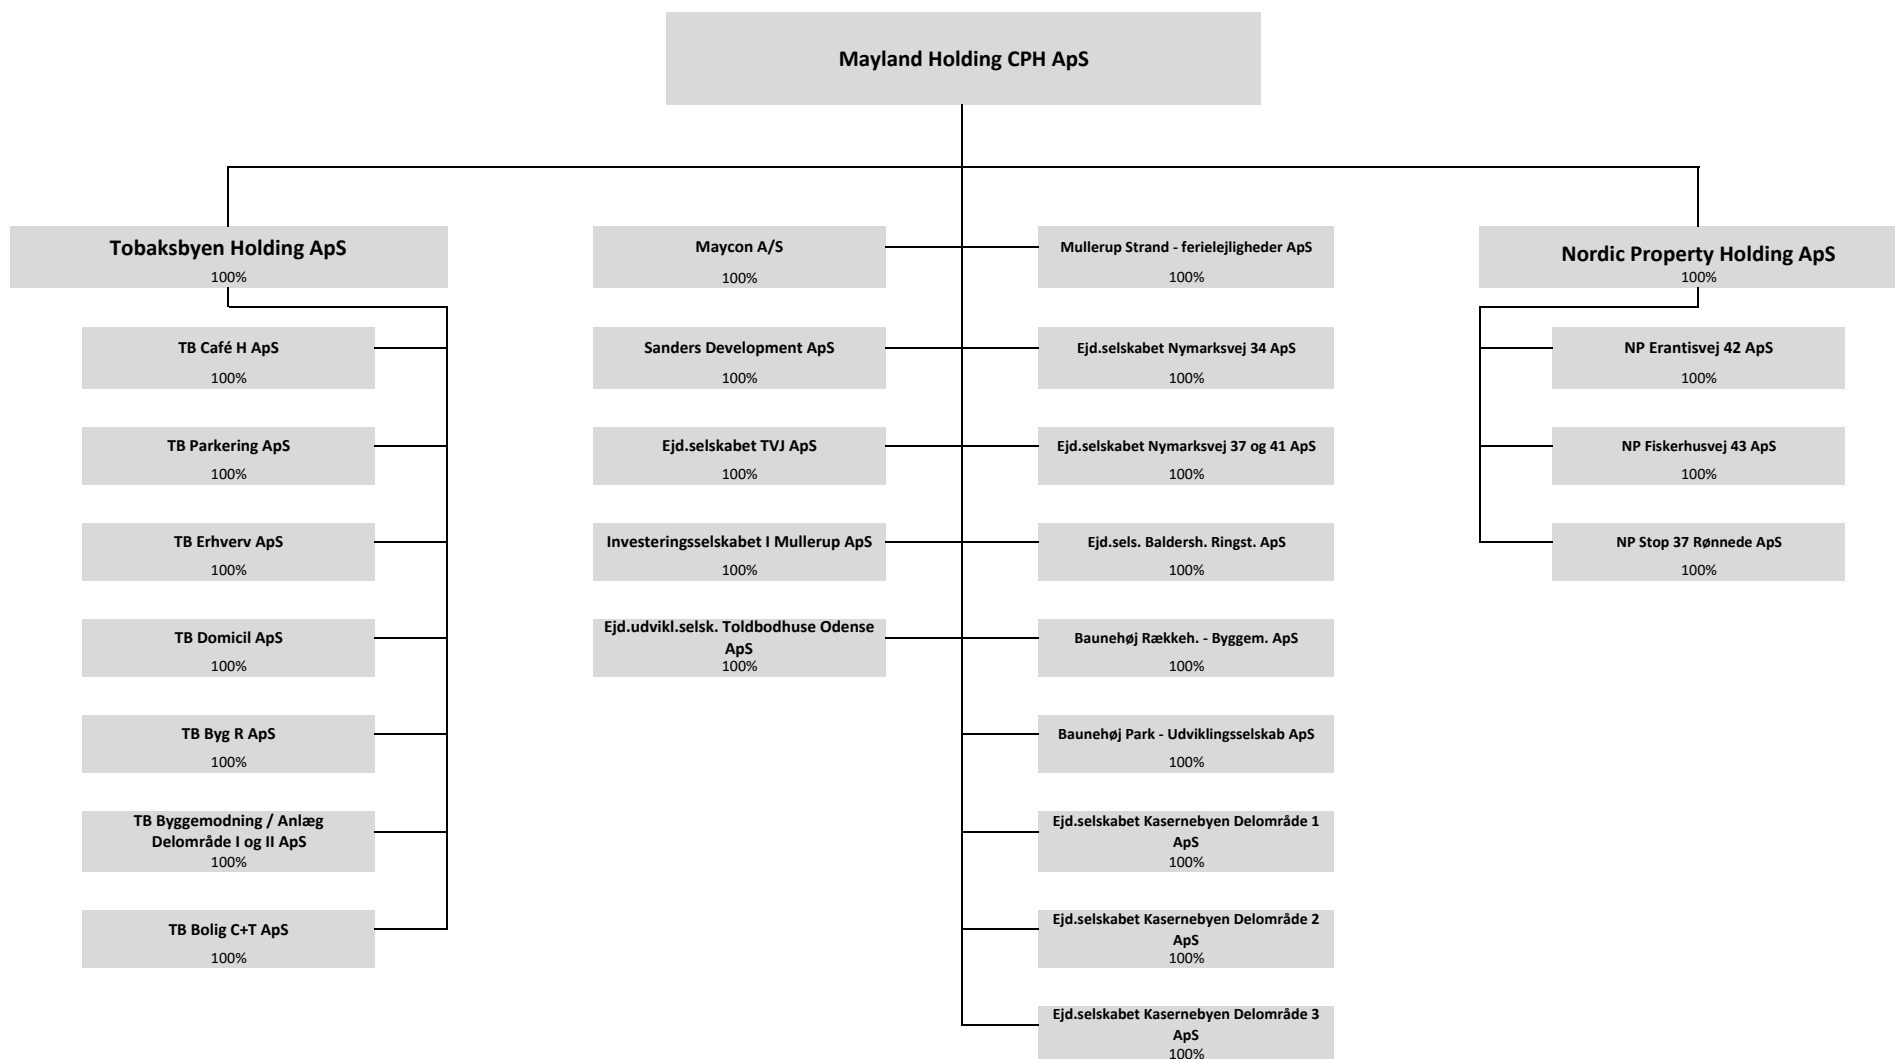 Mayland Holding CPH ApS
Tobaksbyen Holding ApS
100%
TB Café H ApS
100%
TB Parkering ApS
100%
TB Erhverv ApS
100%
TB Domicil ApS
100%
TB Byg R ApS
100%
TB Byggemodning / Anlæg
Delområde I og II ApS
100%
TB Bolig C+T ApS
100%
Maycon A/S
100%
Sanders Development ApS
100%
Ejd.selskabet TVJ ApS
100%
Investeringsselskabet I Mullerup ApS
100%
Ejd.udvikl.selsk. Toldbodhuse Odense
ApS
100%
Mullerup Strand - ferielejligheder ApS
100%
Ejd.selskabet Nymarksvej 34 ApS
100%
Ejd.selskabet Nymarksvej 37 og 41 ApS
100%
Ejd.sels. Baldersh. Ringst. ApS
100%
Baunehøj Rækkeh. - Byggem. ApS
100%
Baunehøj Park - Udviklingsselskab ApS
100%
Ejd.selskabet Kasernebyen Delområde 1
ApS
100%
Ejd.selskabet Kasernebyen Delområde 2
ApS
100%
Ejd.selskabet Kasernebyen Delområde 3
ApS
100%
Nordic Property Holding ApS
100%
NP Erantisvej 42 ApS
100%
NP Fiskerhusvej 43 ApS
100%
NP Stop 37 Rønnede ApS
100%